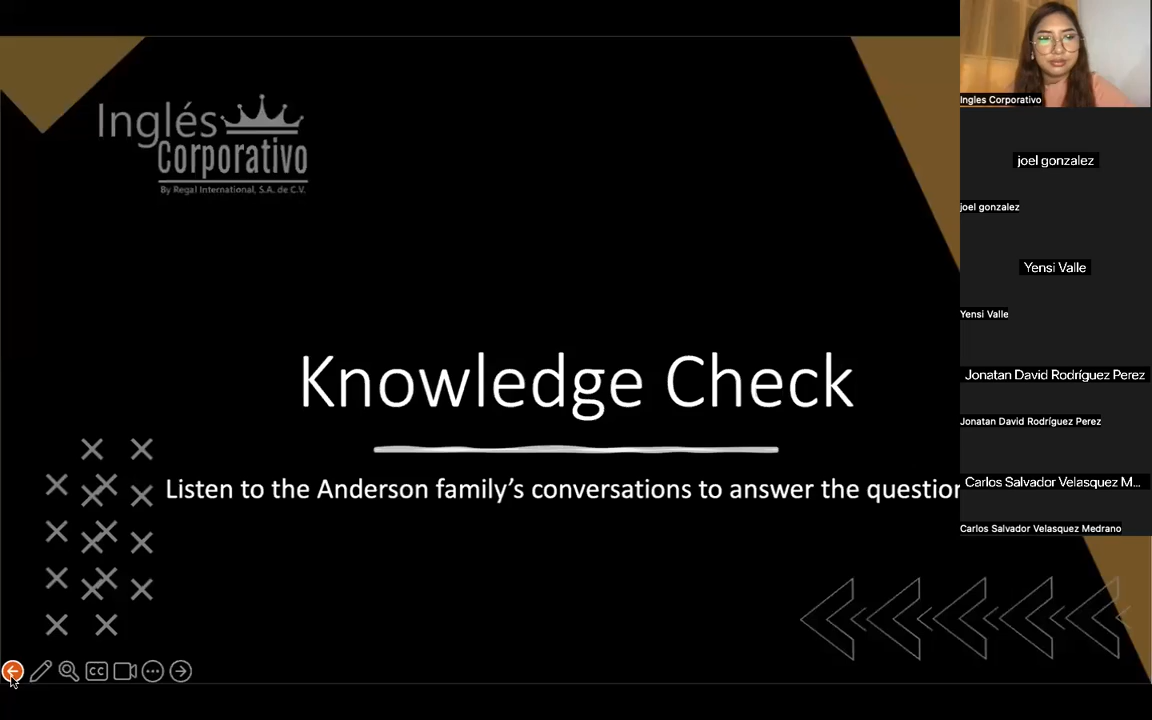 Inglés
Corporativo
By Regal International, S.A. de C.V.
Knowledge Check
Listen to the Anderson family's conversations to answer the question
CC
Ingles Corporativo
joel gonzalez
joel gonzalez
Yensi Valle
Yensi Valle
Jonatan David Rodríguez Perez
Jonatan David Rodríguez Perez
Carlos Salvador Velasquez M...
Carlos Salvador Velasquez Medrano